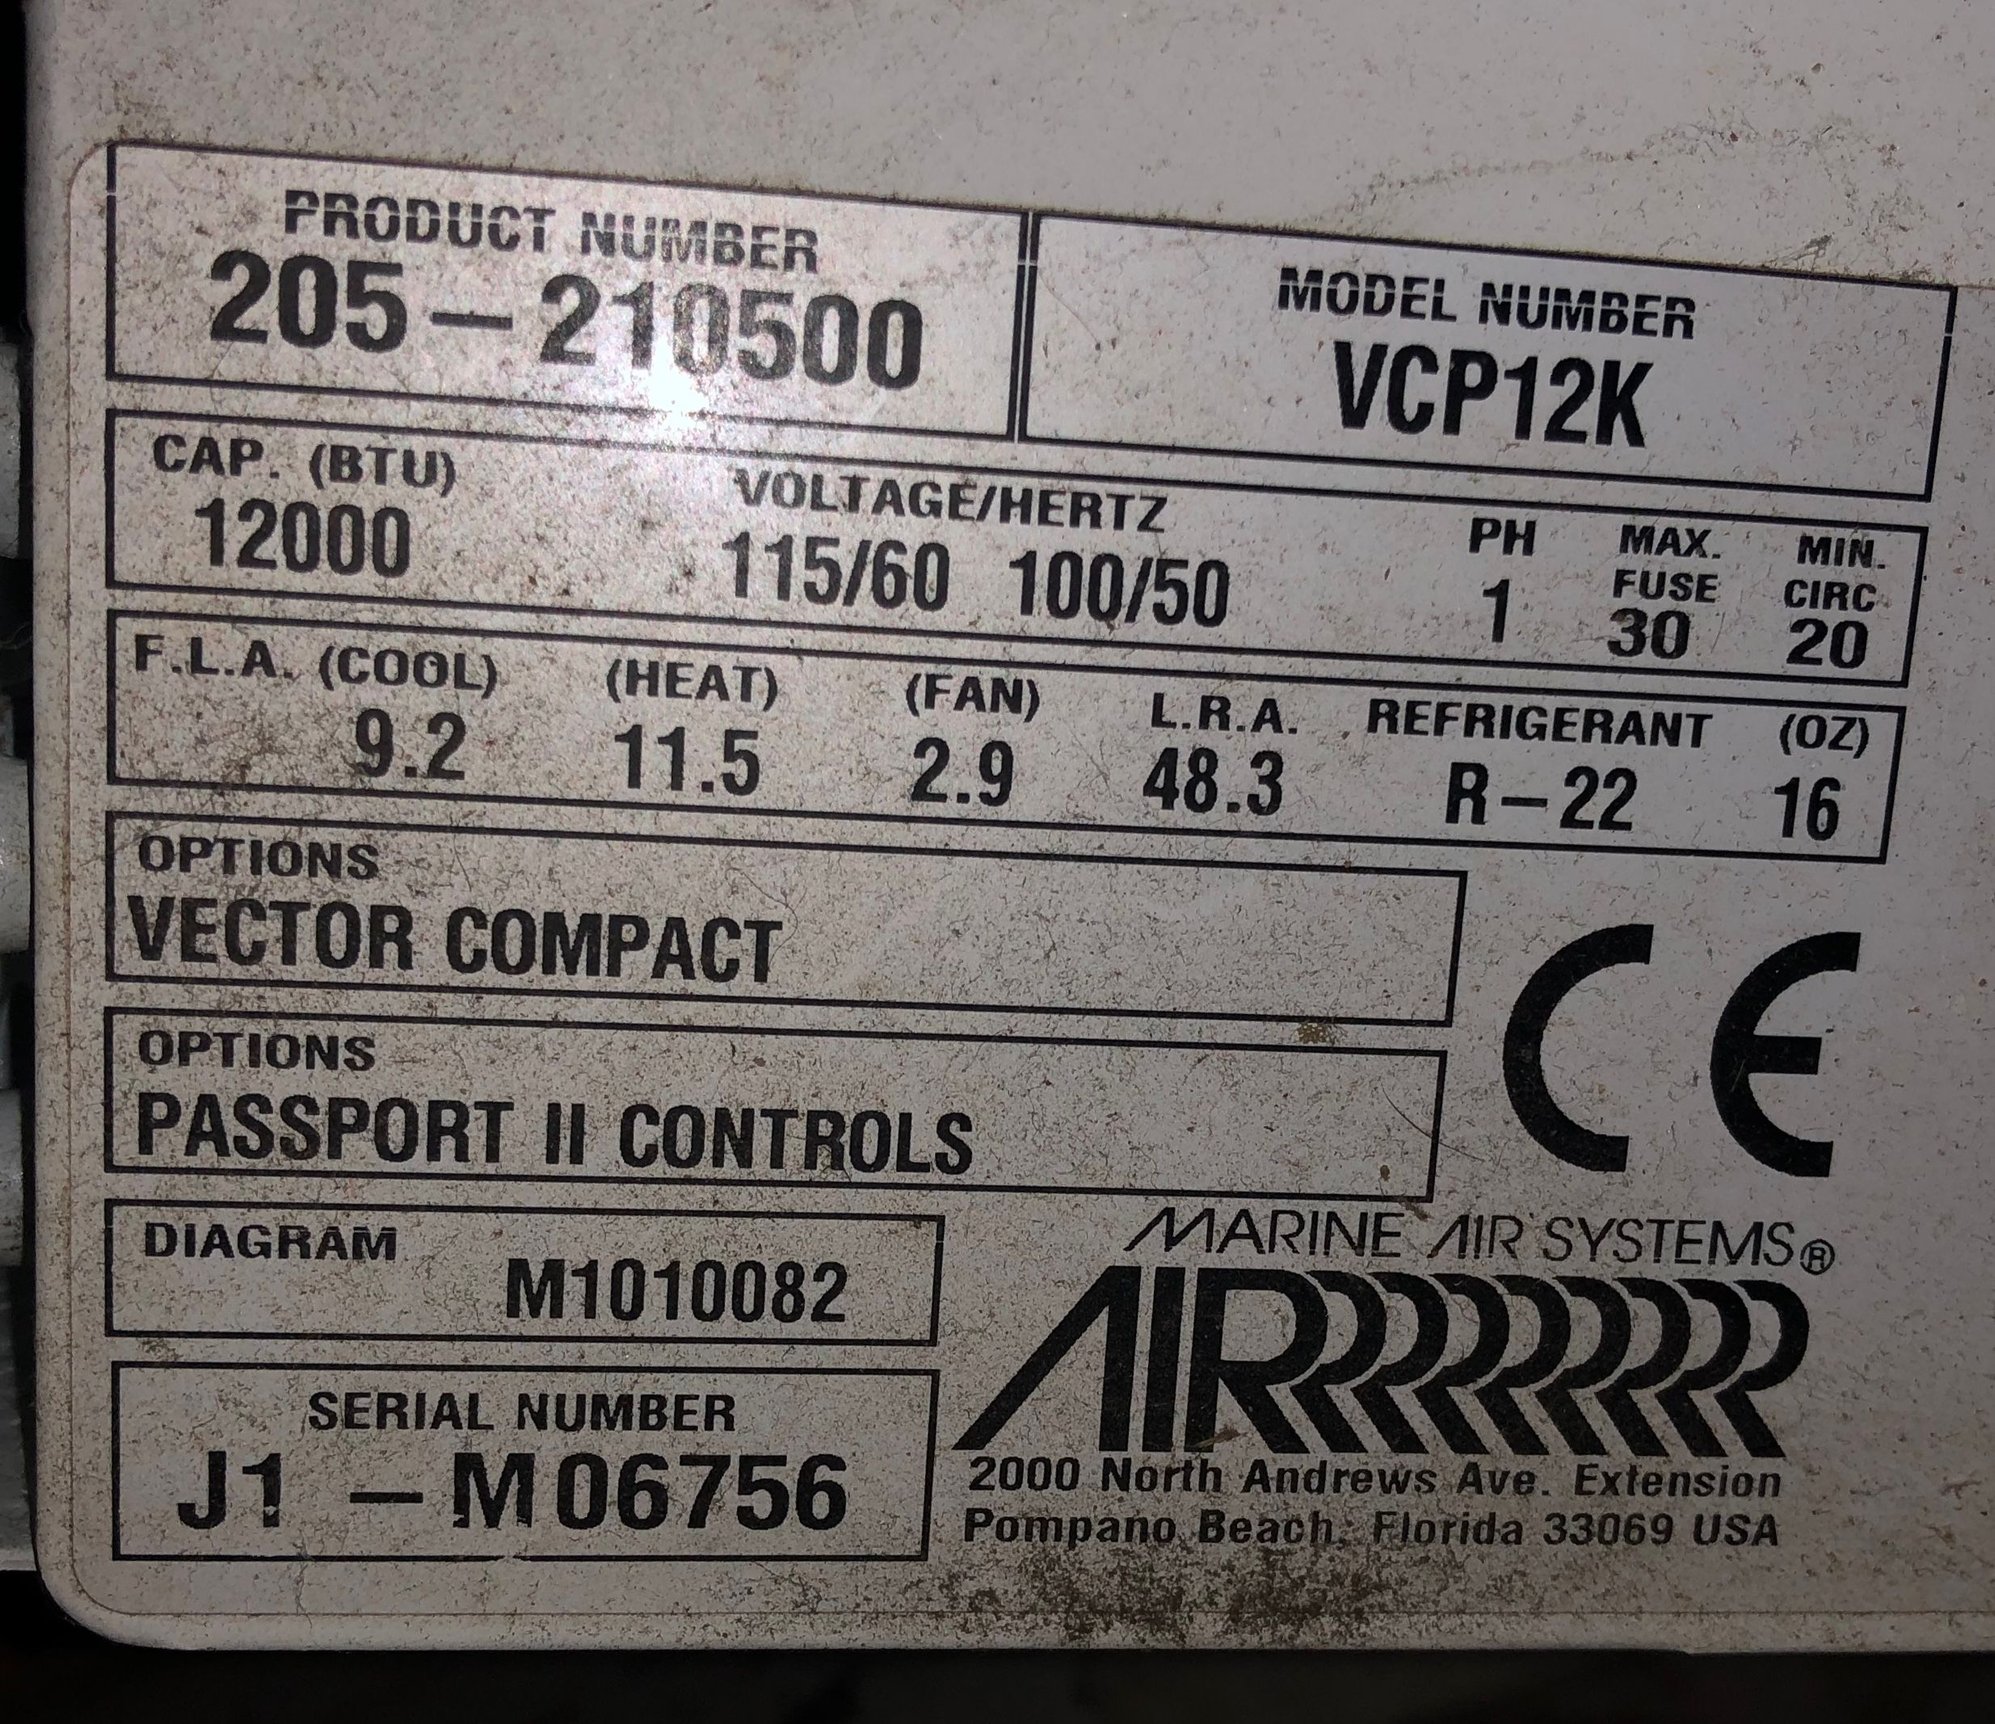 PRODUCT NUMBER
205-210500
MODEL NUMBER
VCP12K
CAP. (BTU) VOLTAGE/HERTZ PH MAX. FUSE MIN. CIRC
12000 115/60 100/50 1 30 20
F.L.A. (COOL) (HEAT) (FAN) L.R.A. REFRIGERANT (OZ)
9.2 11.5 2.9 48.3 R-22 16
OPTIONS
VECTOR COMPACT
OPTIONS
PASSPORT II CONTROLS
CE
DIAGRAM M1010082
SERIAL NUMBER
J1 -M06756
MARINE AIR SYSTEMS®
AIRRRRRRRR
2000 North Andrews Ave. Extension
Pompano Beach, Florida 33069 USA